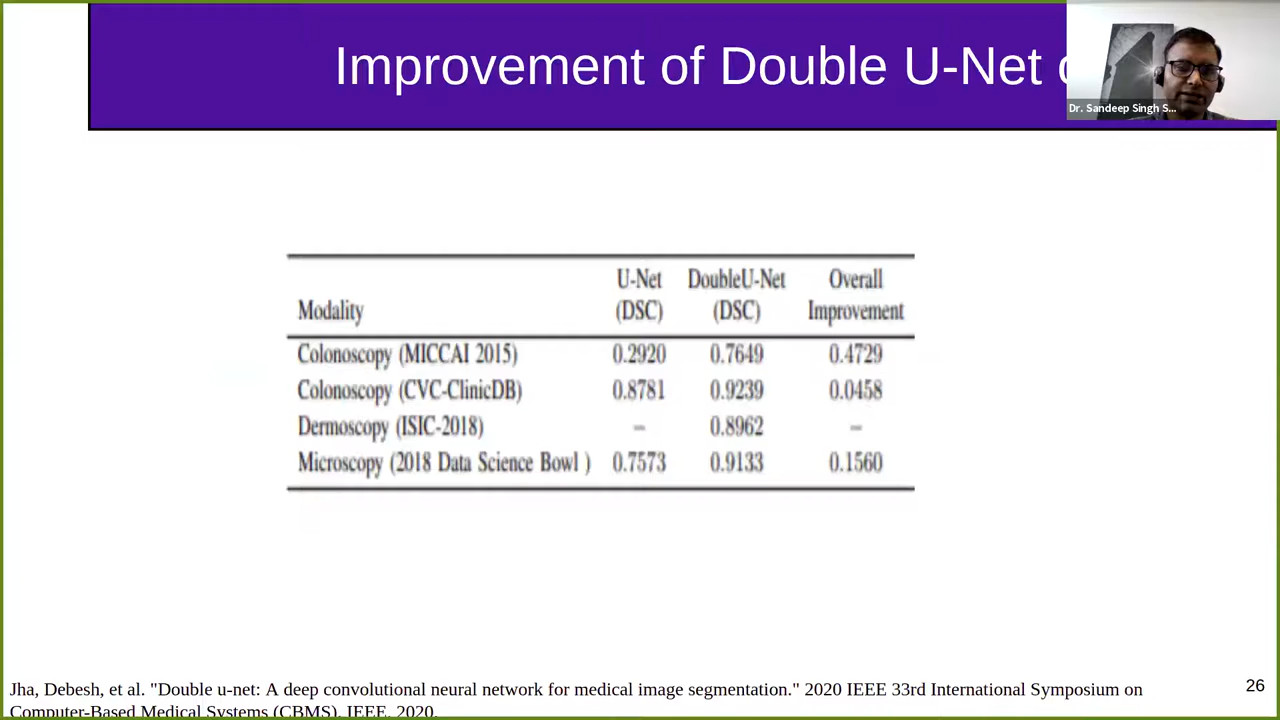 Improvement of Double U-Net
Dr. Sandeep Singh S...
U-Net DoubleU-Net Overall
Modality (DSC) (DSC) Improvement
Colonoscopy (MICCAI 2015) 0.2920 0.7649 0.4729
Colonoscopy (CVC-ClinicDB) 0.8781 0.9239 0.0458
Dermoscopy (ISIC-2018) – 0.8962 –
Microscopy (2018 Data Science Bowl ) 0.7573 0.9133 0.1560
Jha, Debesh, et al. "Double u-net: A deep convolutional neural network for medical image segmentation." 2020 IEEE 33rd International Symposium on
Computer-Based Medical Systems (CBMS). IEEE, 2020.
26